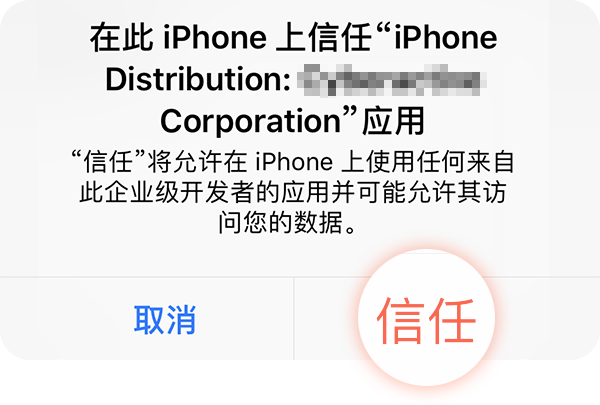 在此 iPhone 上信任“iPhone
Distribution:
Corporation”应用
“信任”将允许在 iPhone 上使用任何来自
此企业级开发者的应用并可能允许其访
问您的数据。
取消
信任